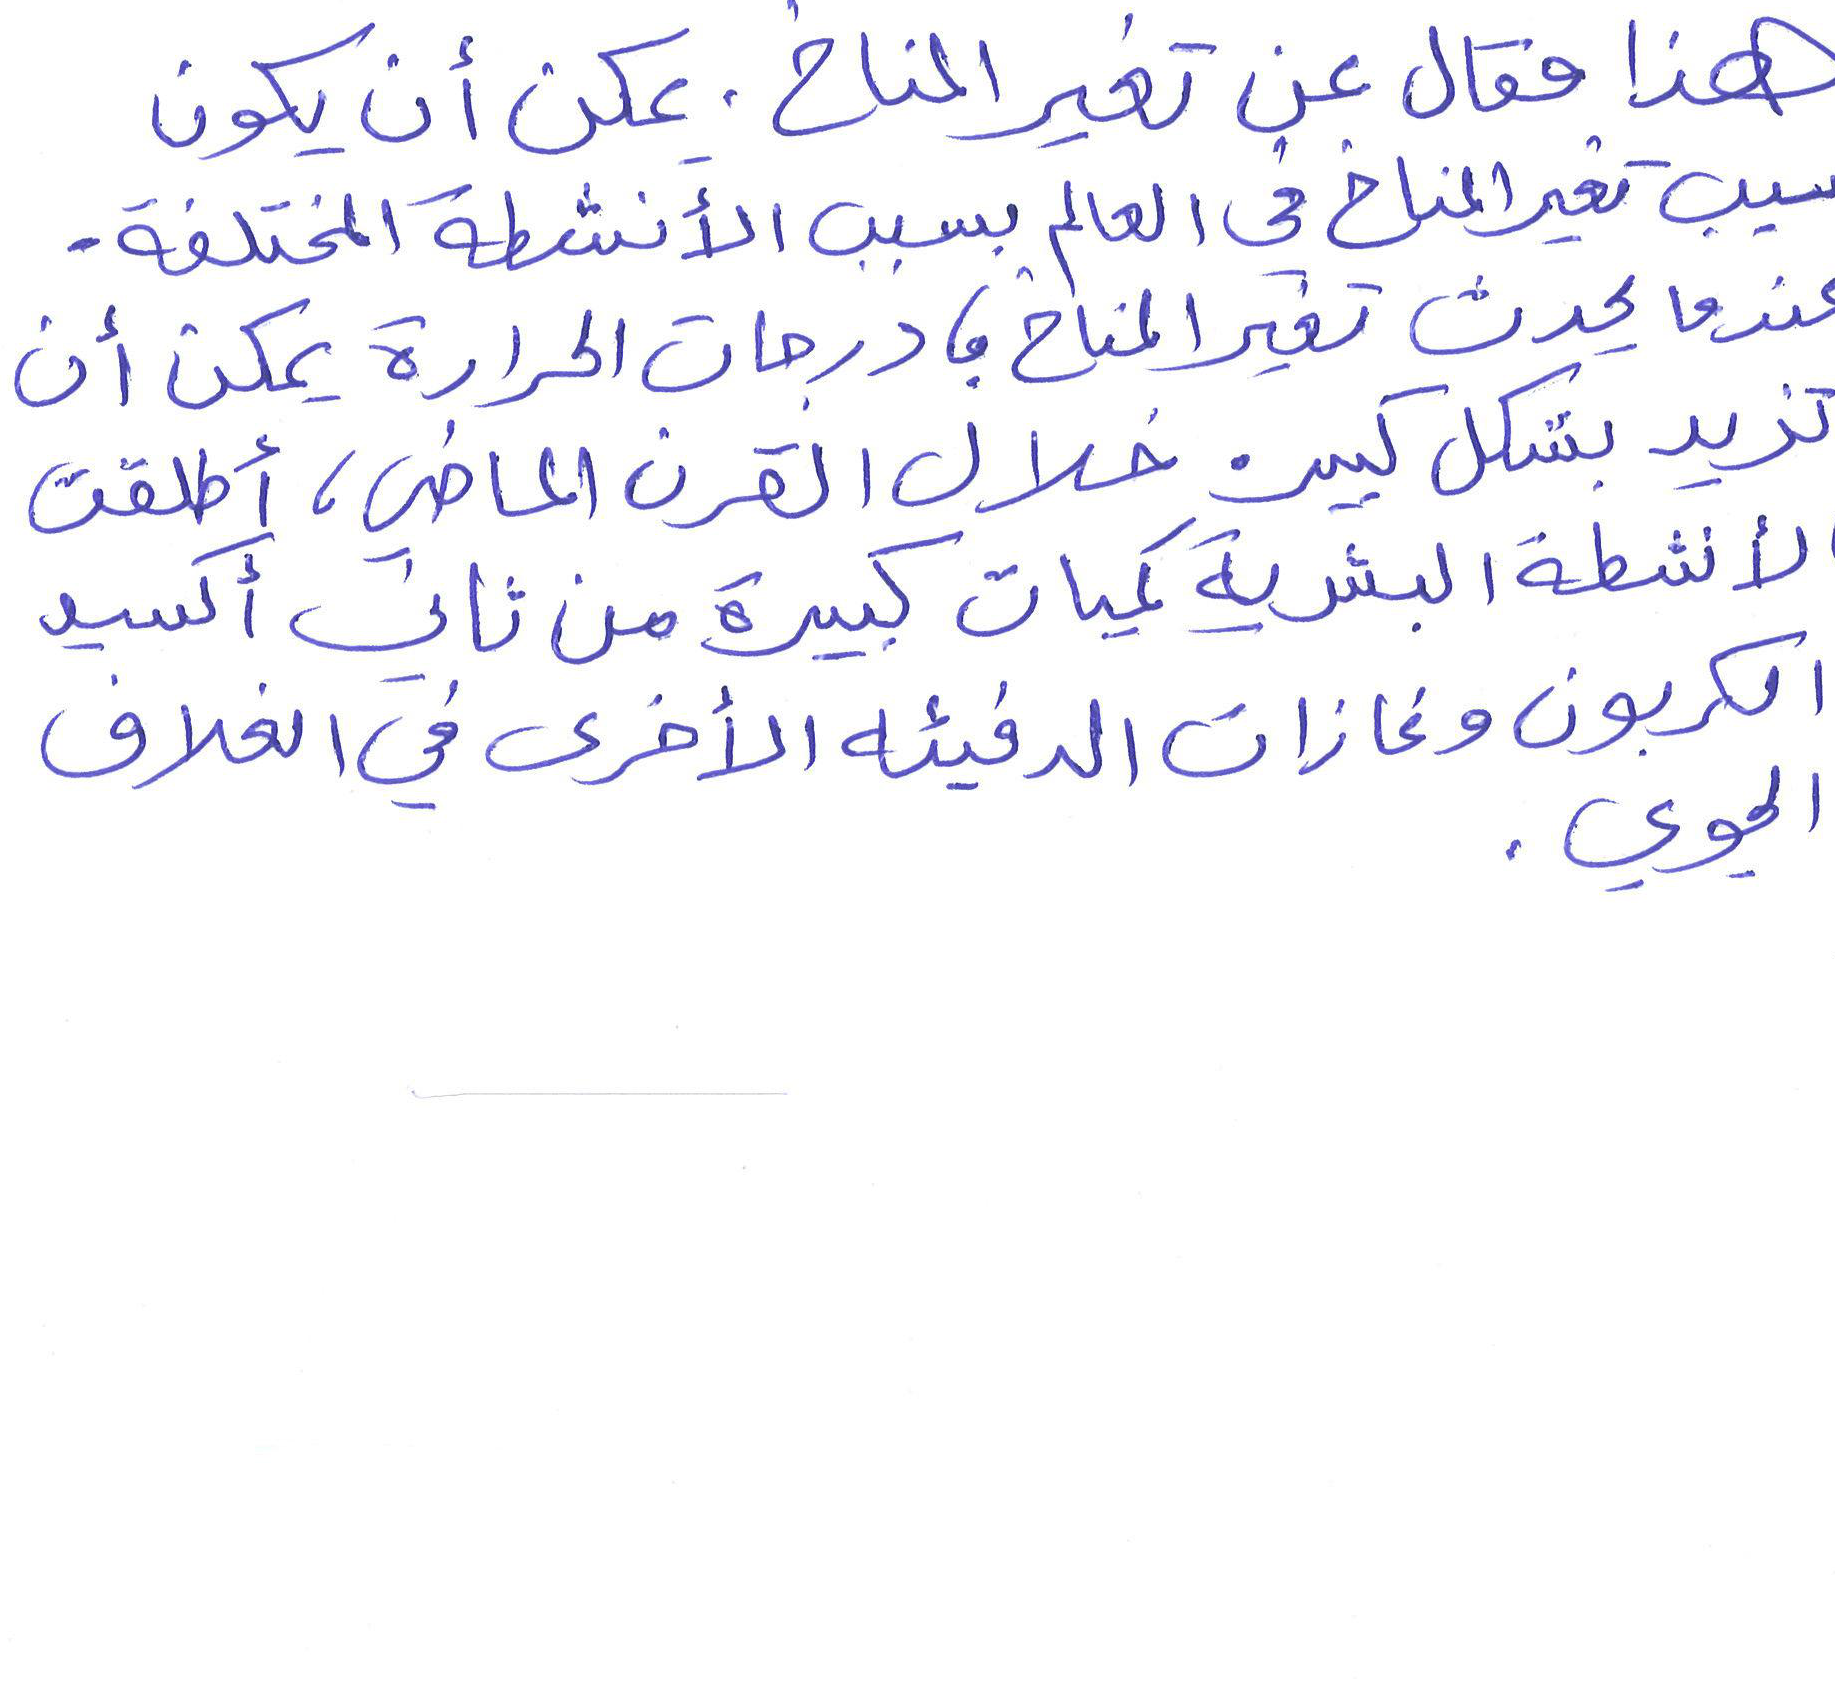 هذا مقال عن تغير المناخ. يمكن أن يكون
سبب تغير المناخ في العالم بسبب الأنشطة المختلفة.
عندما يحدث تغير المناخ، درجات الحرارة يمكن أن
تزيد بشكل كبير. خلال القرن الماضي، أطلقت
الأنشطة البشرية كميات كبيرة من ثاني أكسيد
الكربون وغازات الدفيئه الأخرى في الغلاف
الجوي.